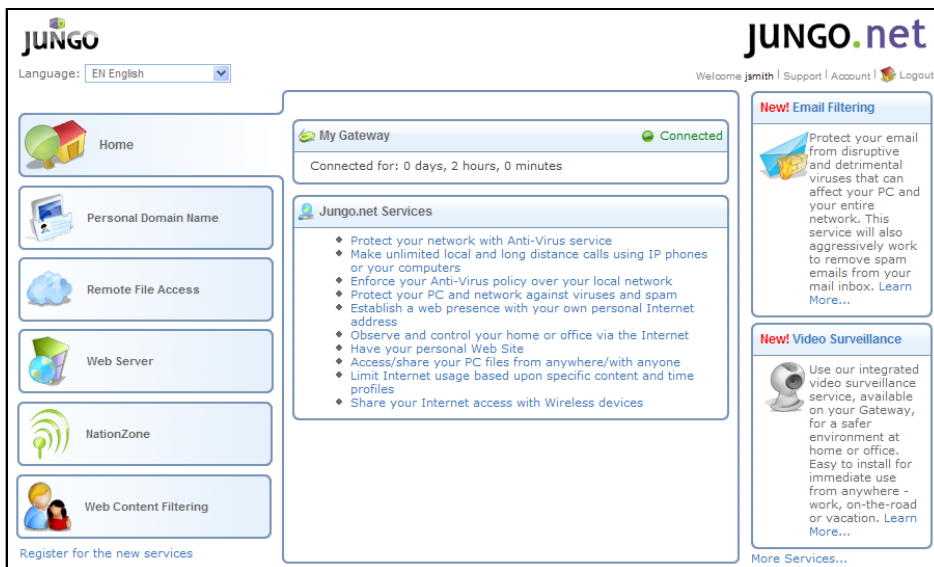 JUNGO
JUNGO.net
Language: EN English
Welcome jsmith | Support | Account | Logout
Home
Personal Domain Name
Remote File Access
Web Server
NationZone
Web Content Filtering
Register for the new services
My Gateway
Connected
Connected for: 0 days, 2 hours, 0 minutes
Jungo.net Services
Protect your network with Anti-Virus service
Make unlimited local and long distance calls using IP phones
or your computers
Enforce your Anti-Virus policy over your local network
Protect your PC and network against viruses and spam
Establish a web presence with your own personal Internet
address
Observe and control your home or office via the Internet
Have your personal Web Site
Access/share your PC files from anywhere/with anyone
Limit Internet usage based upon specific content and time
profiles
Share your Internet access with Wireless devices
New! Email Filtering
Protect your email
from disruptive
and detrimental
viruses that can
affect your PC and
your entire
network. This
service will also
aggressively work
to remove spam
emails from your
mail inbox. Learn
More...
New! Video Surveillance
Use our integrated
video surveillance
service, available
on your Gateway,
for a safer
environment at
home or office.
Easy to install for
immediate use
from anywhere -
work, on-the-road
or vacation. Learn
More...
More Services...